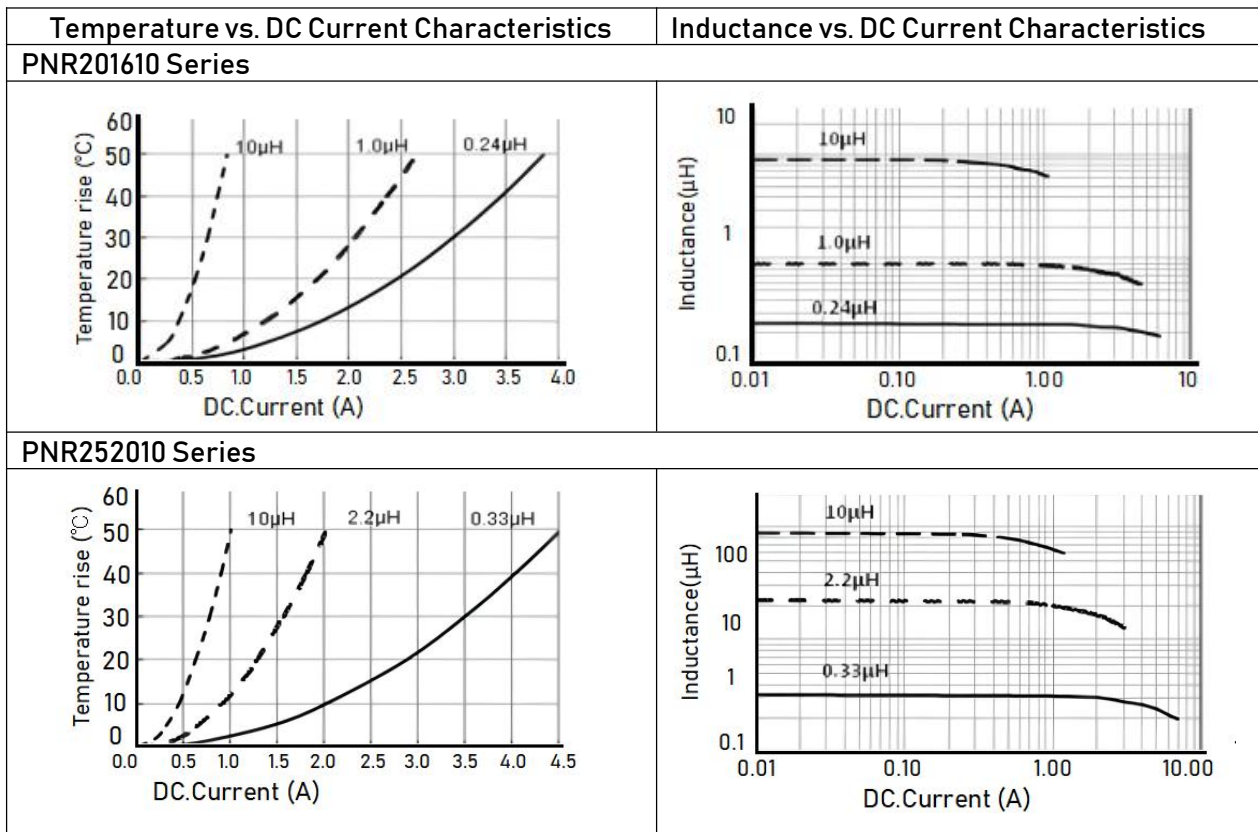 Temperature vs. DC Current Characteristics
Inductance vs. DC Current Characteristics
PNR201610 Series
Temperature rise (°C)
60
50
40
30
20
10
0
10μH
1.0μH
0.24μH
0.0 0.5 1.0 1.5 2.0 2.5 3.0 3.5 4.0
DC.Current (A)
Inductance(μH)
10
1
0.1
10μH
1.0μH
0.24μH
0.01 0.10 1.00 10
DC.Current (A)
PNR252010 Series
Temperature rise (℃)
60
50
40
30
20
10
0
10μH
2.2μH
0.33μH
0.0 0.5 1.0 1.5 2.0 2.5 3.0 3.5 4.0 4.5
DC.Current (A)
Inductance(μH)
100
10
1
0.1
10μH
2.2μH
0.33μH
0.01 0.10 1.00 10.00
DC.Current (A)